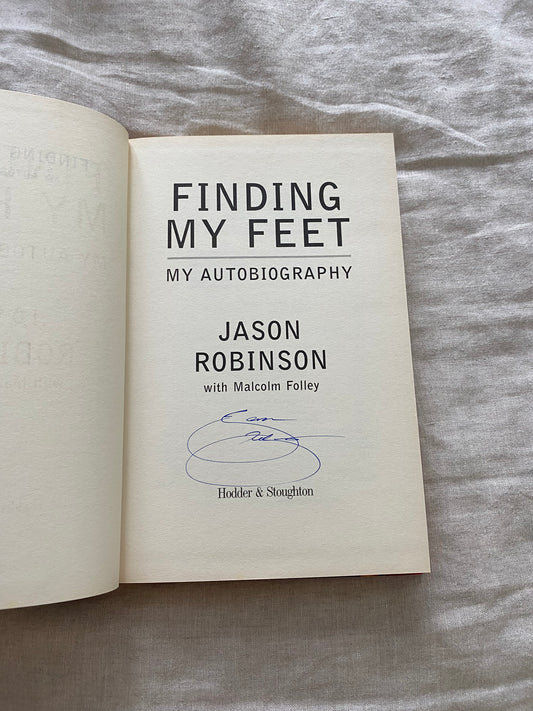 FINDING
MY FEET
MY AUTOBIOGRAPHY
JASON
ROBINSON
with Malcolm Folley
Hodder & Stoughton